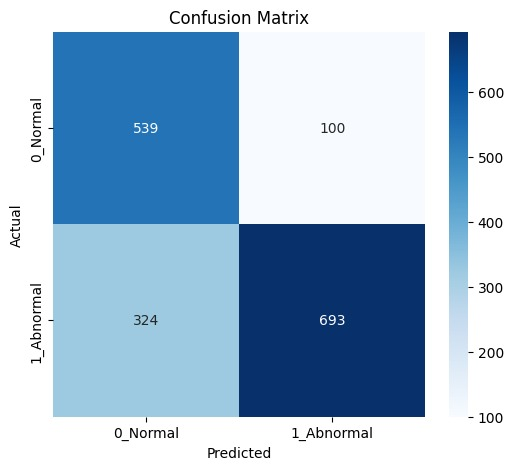 Confusion Matrix
Actual
0_Normal
1_Abnormal
539
100
324
693
0_Normal
1_Abnormal
Predicted
600
500
400
300
200
100